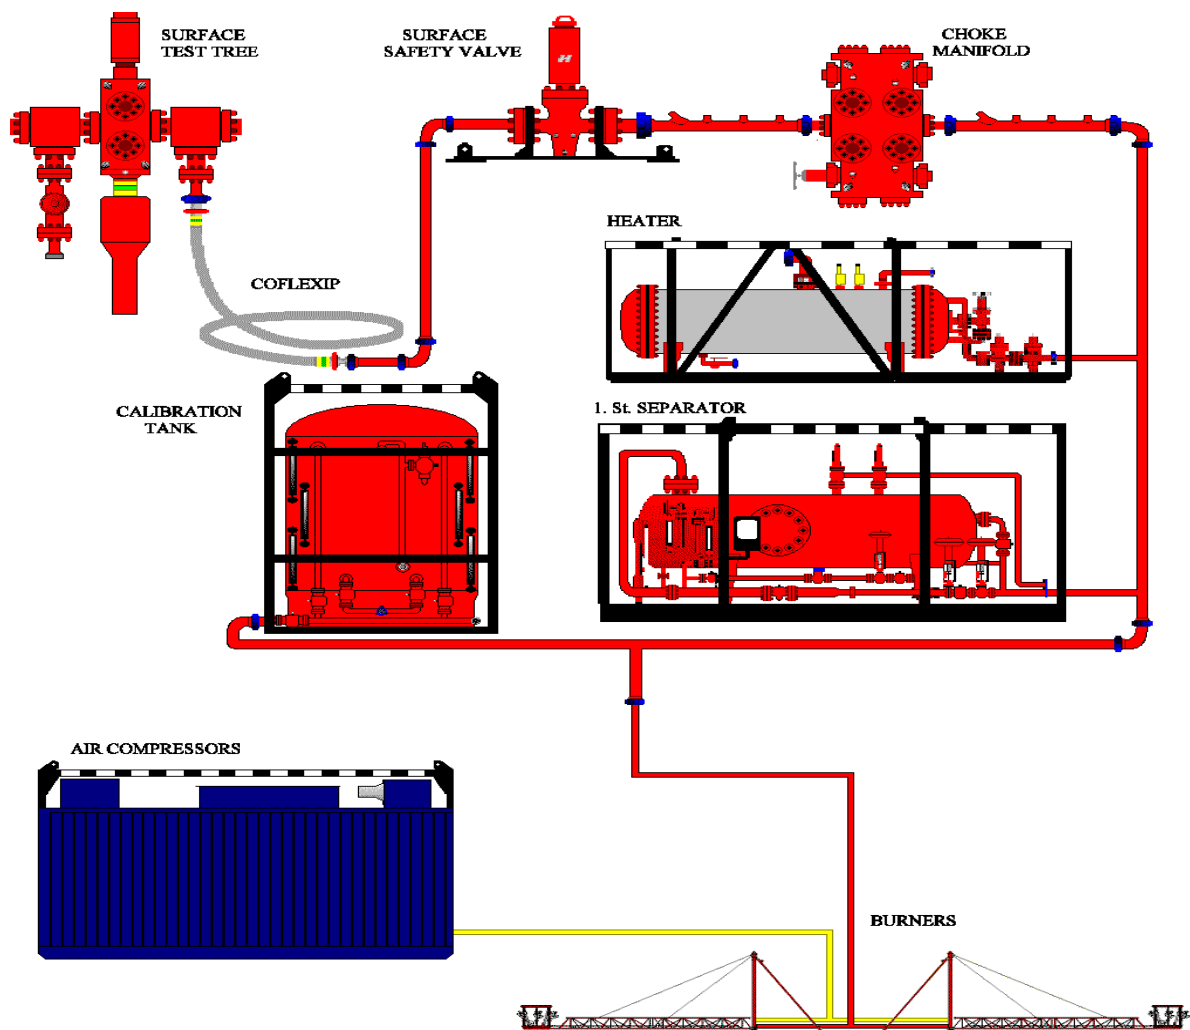 SURFACE
TEST TREE
SURFACE
SAFETY VALVE
CHOKE
MANIFOLD
HEATER
COFLEXIP
CALIBRATION
TANK
1. St. SEPARATOR
AIR COMPRESSORS
BURNERS
H